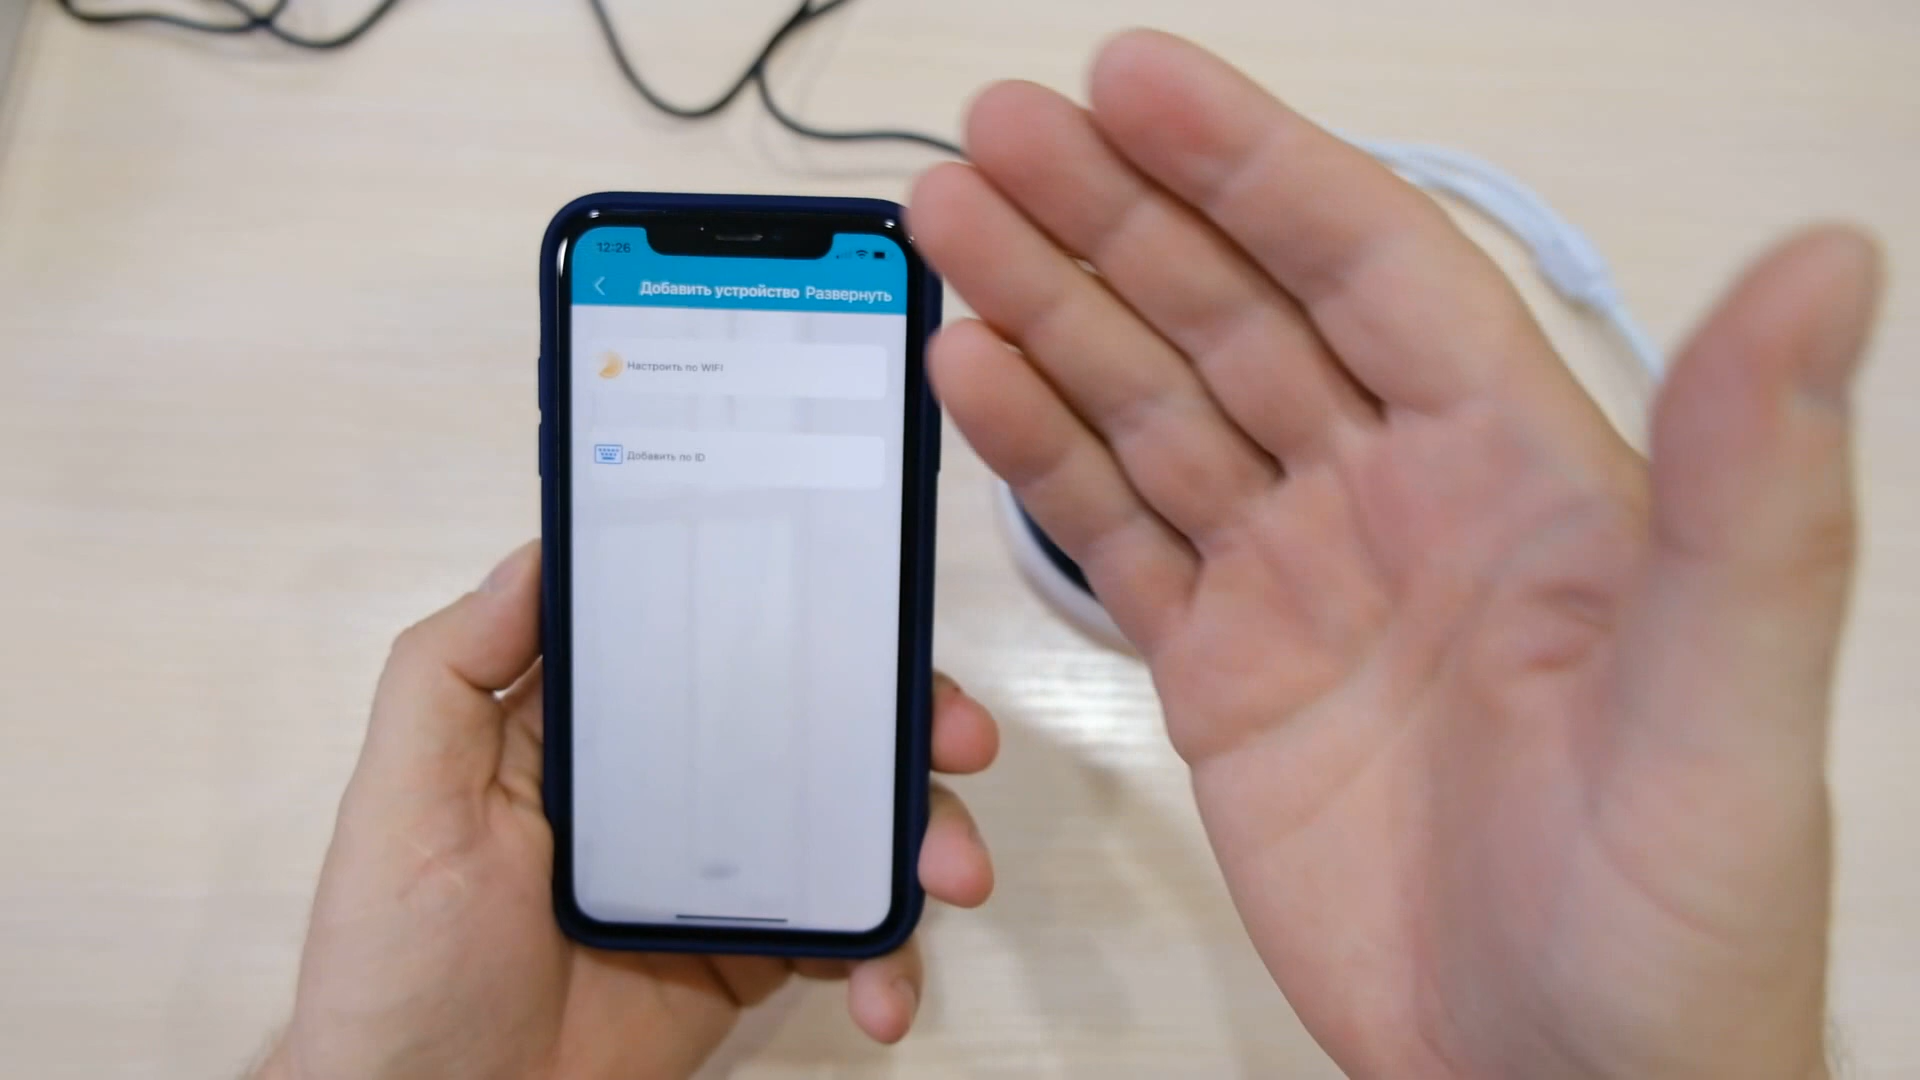 12:26
Добавить устройство Развернуть
Настроить по WIFI
Добавить по ID